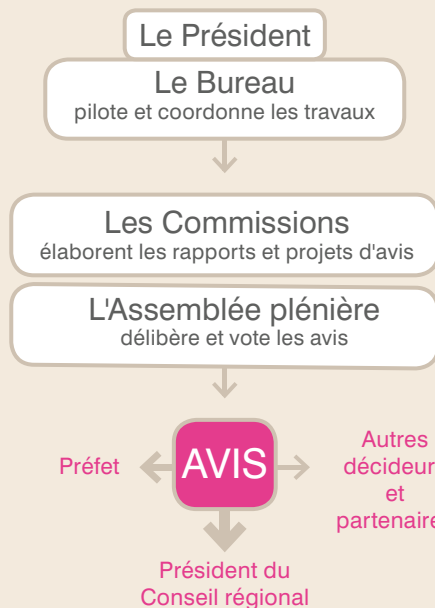 Le Président
Le Bureau
pilote et coordonne les travaux
Les Commissions
élaborent les rapports et projets d'avis
L'Assemblée plénière
délibère et vote les avis
Préfet
AVIS
Autres
décideur
et
partenaire
Président du
Conseil régional